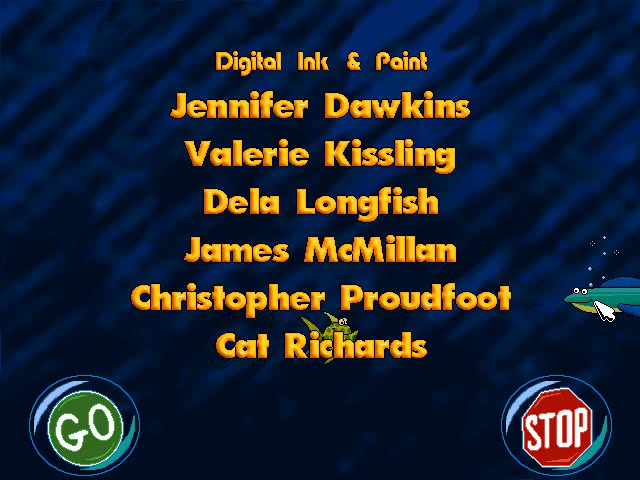 Digital Ink & Paint
Jennifer Dawkins
Valerie Kissling
Dela Longfish
James McMillan
Christopher Proudfoot
Cat Richards
GO
STOP